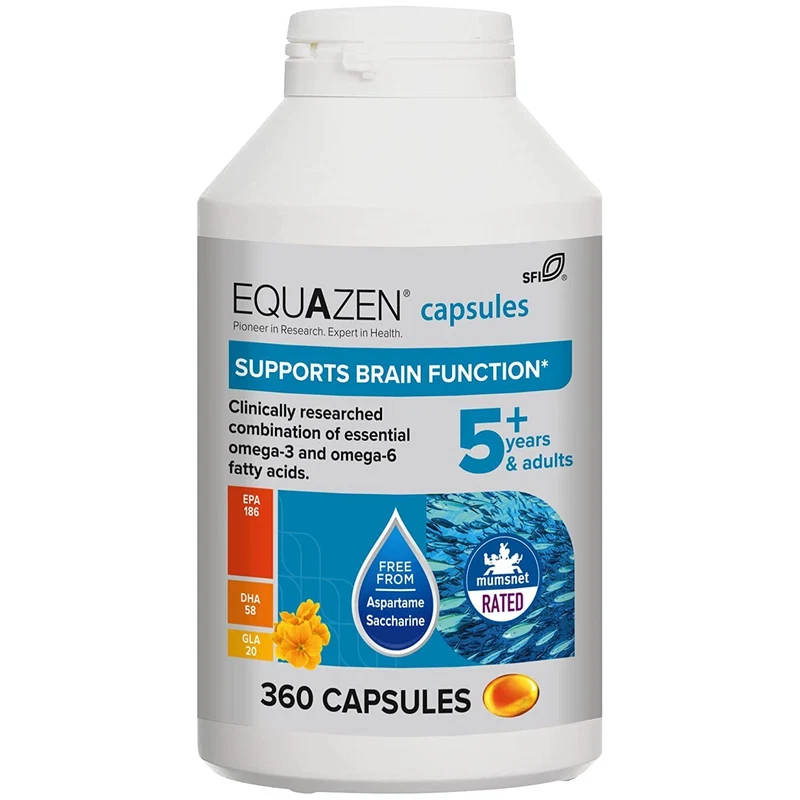 SFI®
EQUAZEN® capsules
Pioneer in Research. Expert in Health.
SUPPORTS BRAIN FUNCTION*
Clinically researched
combination of essential
omega-3 and omega-6
fatty acids.
5+
years
& adults
EPA
186
DHA
58
GLA
20
FREE
FROM
Aspartame
Saccharine
mumsnet
RATED
360 CAPSULES